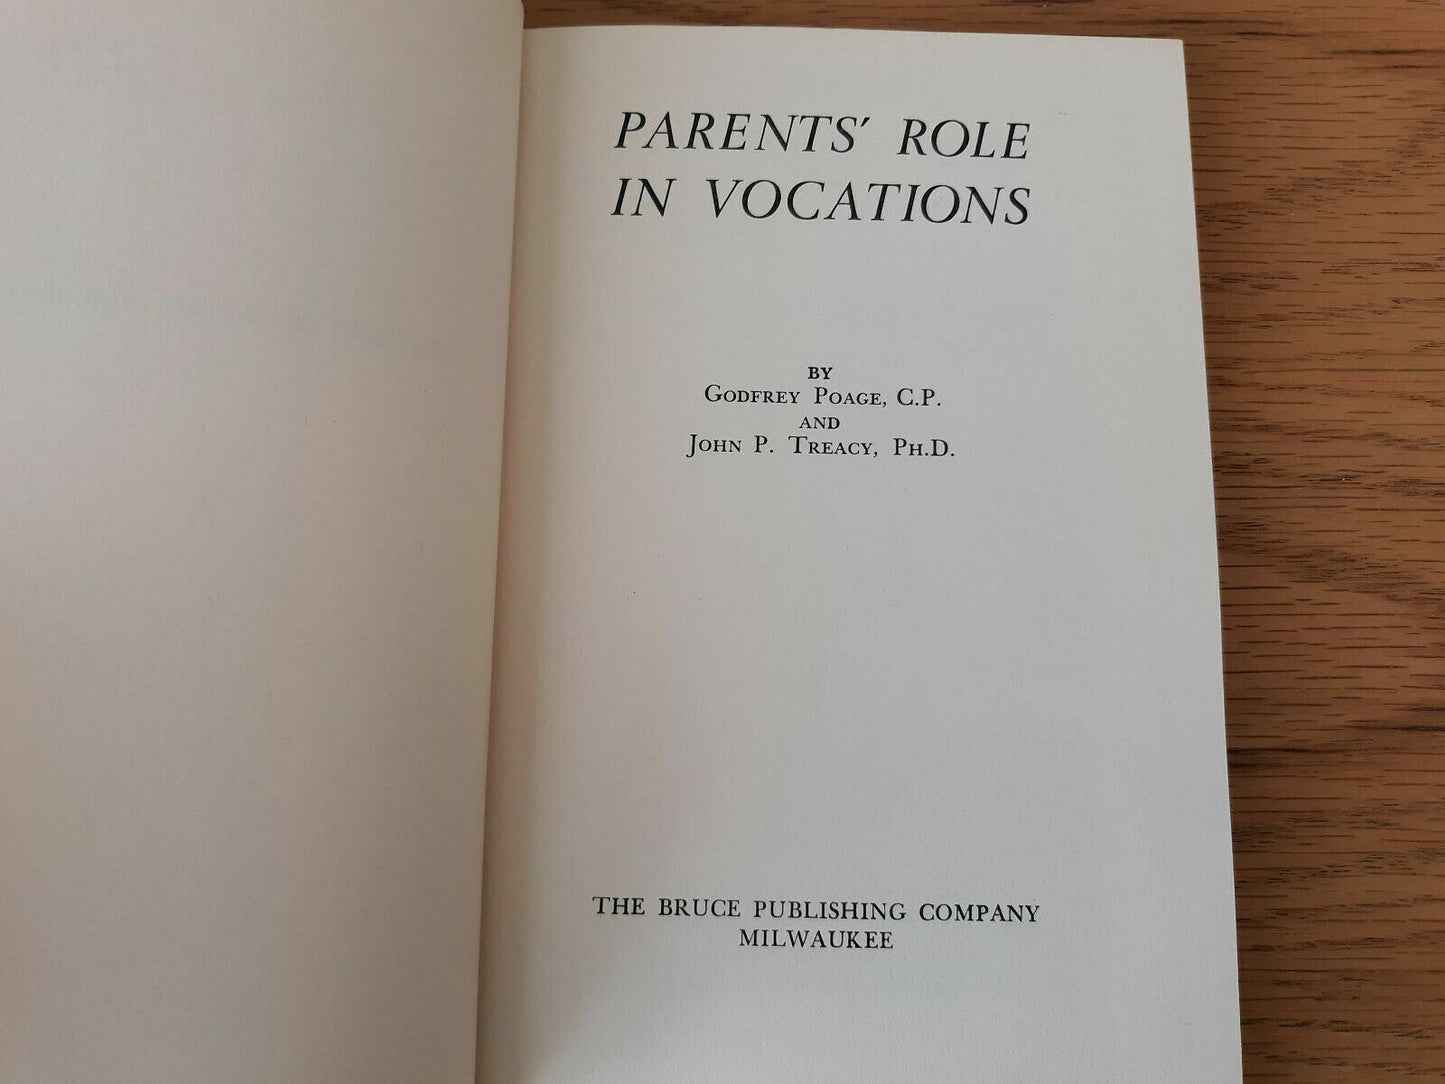 PARENTS' ROLE
IN VOCATIONS
BY
GODFREY POAGE, C.P.
AND
JOHN P. TREACY, PH.D.
THE BRUCE PUBLISHING COMPANY
MILWAUKEE